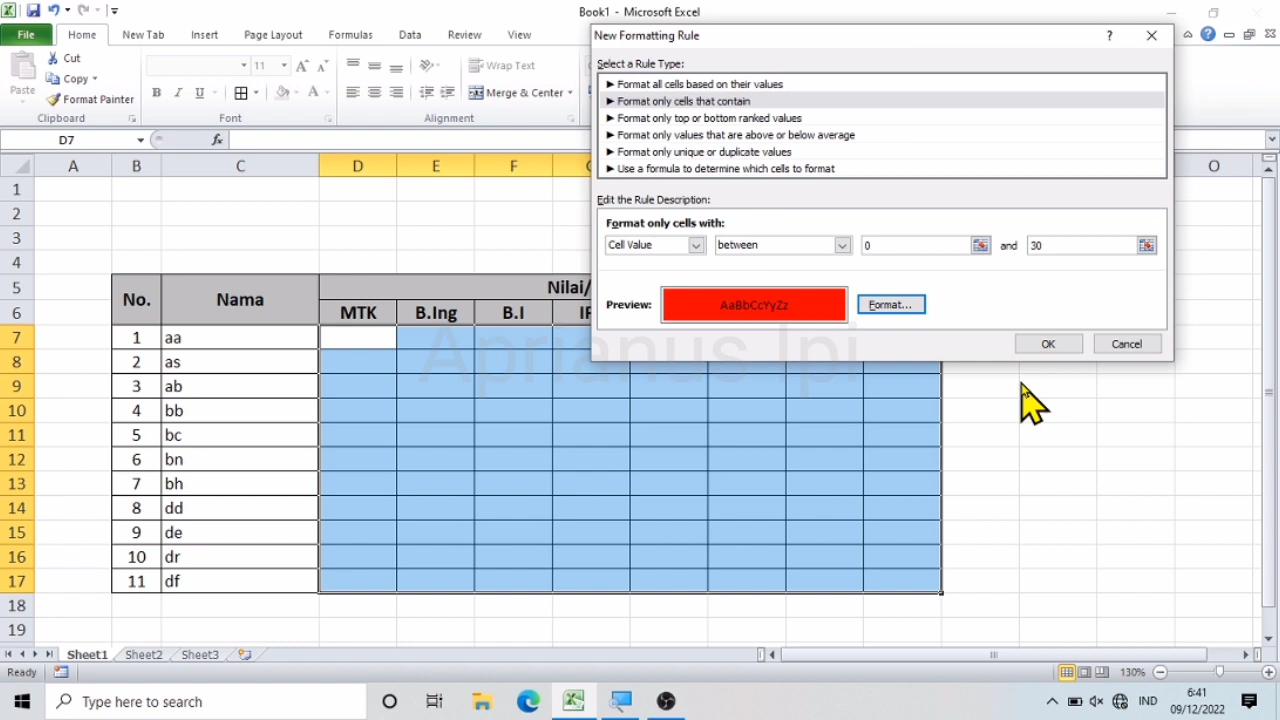 Book1 - Microsoft Excel
File Home New Tab Insert Page Layout Formulas Data Review View
Cut
Copy
Format Painter
Paste
Clipboard
11
B I U A
Font
Wrap Text
Merge & Center
Alignment
New Formatting Rule
?
Select a Rule Type:
► Format all cells based on their values
► Format only cells that contain
► Format only top or bottom ranked values
► Format only values that are above or below average
► Format only unique or duplicate values
► Use a formula to determine which cells to format
Edit the Rule Description:
Format only cells with:
Cell Value between 0 and 30
Preview: AaBbCcYyZz Format...
OK Cancel
D7 fx
A B C D E F O
1
2
3
4
5 No. Nama Nilai/
6 MTK B.Ing B.I
7 1 aa
8 2 as
9 3 ab
10 4 bb
11 5 bc
12 6 bn
13 7 bh
14 8 dd
15 9 de
16 10 dr
17 11 df
18
19
Aprianus Ipi
Sheet1 Sheet2 Sheet3
Ready 130%
Type here to search
IND
6:41
09/12/2022